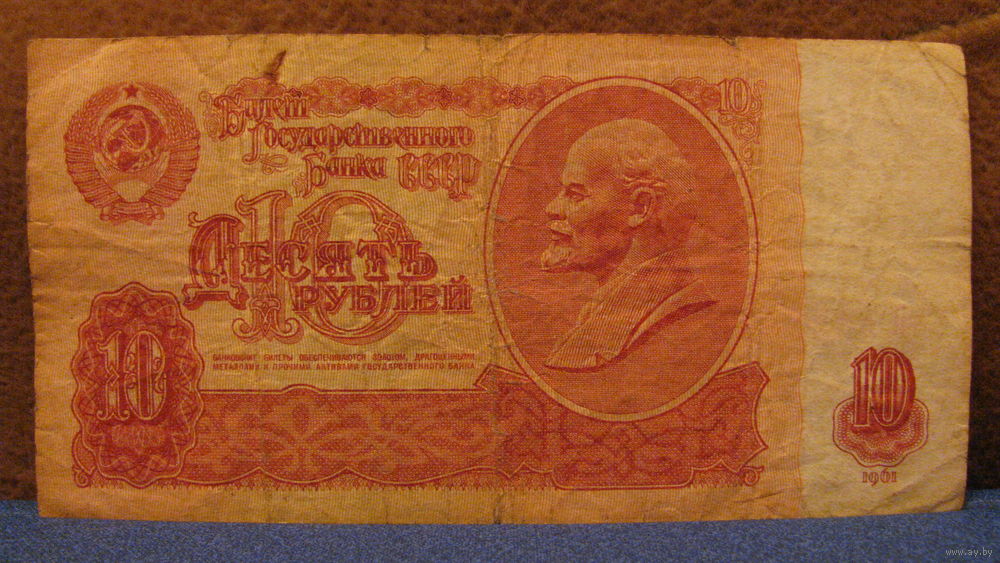 Билет
Государственного
Банка СССР
10
10
Десять
рублей
БАНКОВСКИЕ БИЛЕТЫ ОБЕСПЕЧИВАЮТСЯ ЗОЛОТОМ, ДРАГОЦЕННЫМИ
МЕТАЛЛАМИ И ПРОЧИМИ АКТИВАМИ ГОСУДАРСТВЕННОГО БАНКА
10
10
1961
www.ay.by